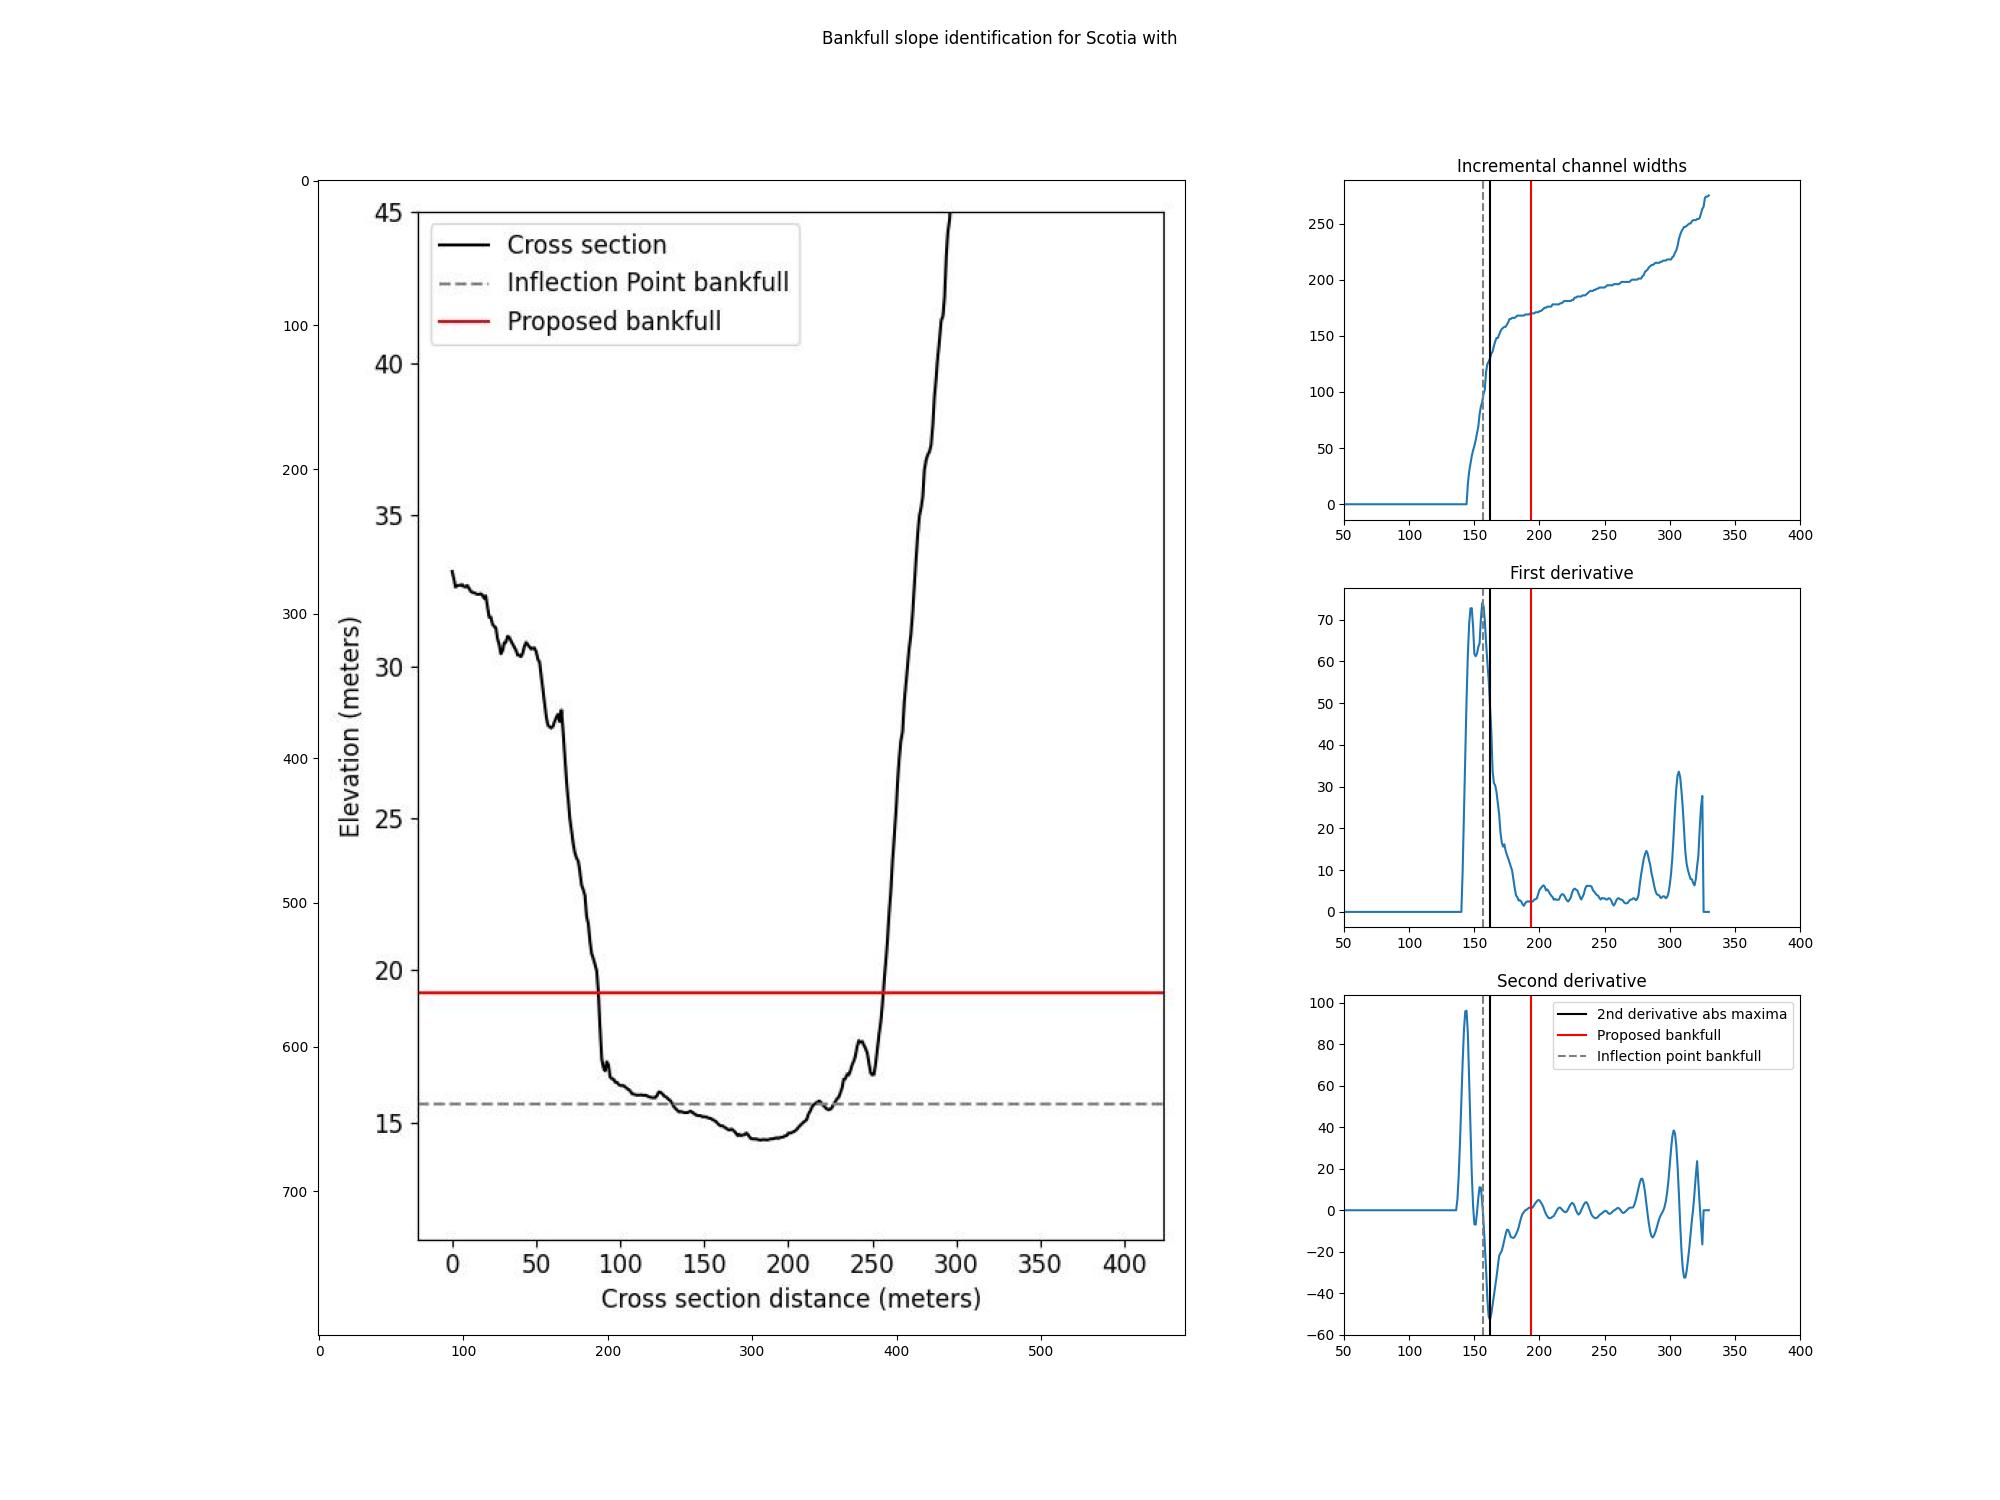 Bankfull slope identification for Scotia with
0
100
200
300
400
500
600
700
0
100
200
300
400
500
45
40
35
30
25
20
15
Elevation (meters)
Cross section
Inflection Point bankfull
Proposed bankfull
0 50 100 150 200 250 300 350 400
Cross section distance (meters)
Incremental channel widths
250
200
150
100
50
0
50 100 150 200 250 300 350 400
First derivative
70
60
50
40
30
20
10
0
50 100 150 200 250 300 350 400
Second derivative
100
80
60
40
20
0
−20
−40
−60
2nd derivative abs maxima
Proposed bankfull
Inflection point bankfull
50 100 150 200 250 300 350 400